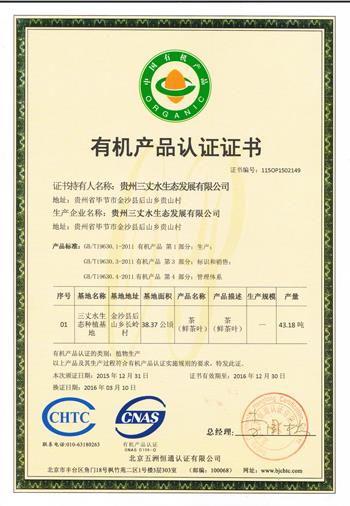 中国有机产品
ORGANIC
有机产品认证证书
证书编号：115OP1502149
证书持有人名称：贵州三丈水生态发展有限公司
地址：贵州省毕节市金沙县后山乡贵山村
生产企业名称：贵州三丈水生态发展有限公司
地址：贵州省毕节市金沙县后山乡贵山村
产品标准：GB/T19630.1-2011 有机产品 第 1 部分：生产；
GB/T19630.3-2011 有机产品 第 3 部分：标识和销售；
GB/T19630.4-2011 有机产品 第 4 部分：管理体系
序号 基地名称 基地地址 基地面积 产品名称 产品描述 生产规模 产量
01 三丈水生态种植基地 金沙县后山乡长岭村 38.37 公顷 茶（鲜茶叶） 茶（鲜茶叶） — 43.18 吨
有机产品认证的类别：植物生产
以上产品及其生产过程符合有机产品认证实施规则的要求，特发此证。
本次颁证日期：2015 年 12 月 31 日 证书有效期至：2016 年 12 月 30 日
换证日期：2016 年 03 月 10 日
CHTC
CNAS
联系电话:010-63180263
有机产品认证
CNAS C104-O
总经理：
北京五洲恒通认证有限公司
北京市丰台区角门18号枫竹苑二区1号楼3层303室 （邮编：100068） 网址：www.bjchtc.com